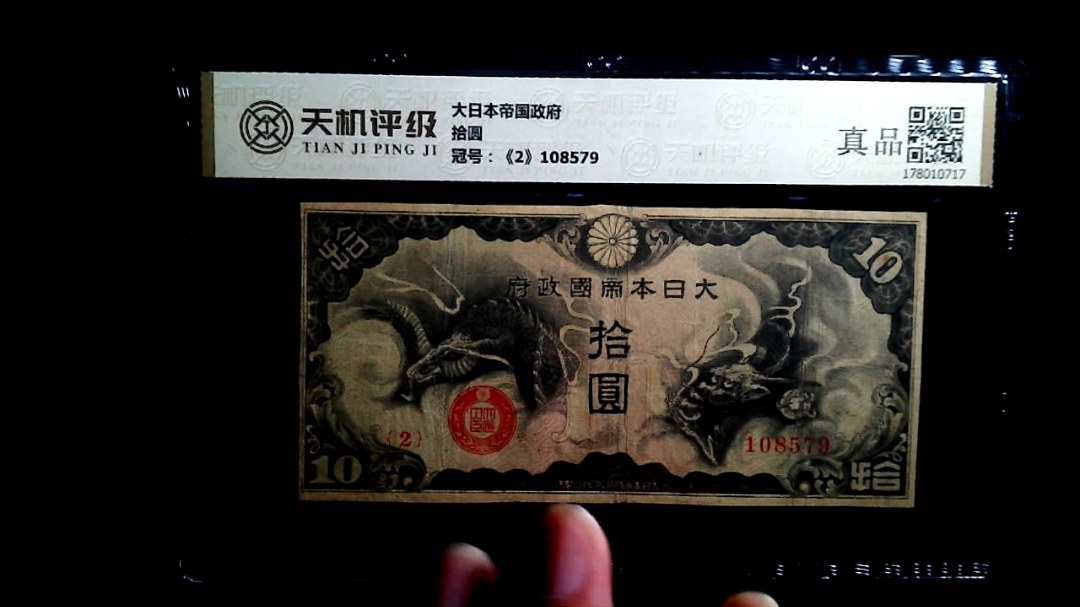 天机评级
TIAN JI PING JI
大日本帝国政府
拾圆
冠号：《2》108579
真品
178010717
拾
10
府政國帝本日大
拾
圓
{2}
108579
10
拾